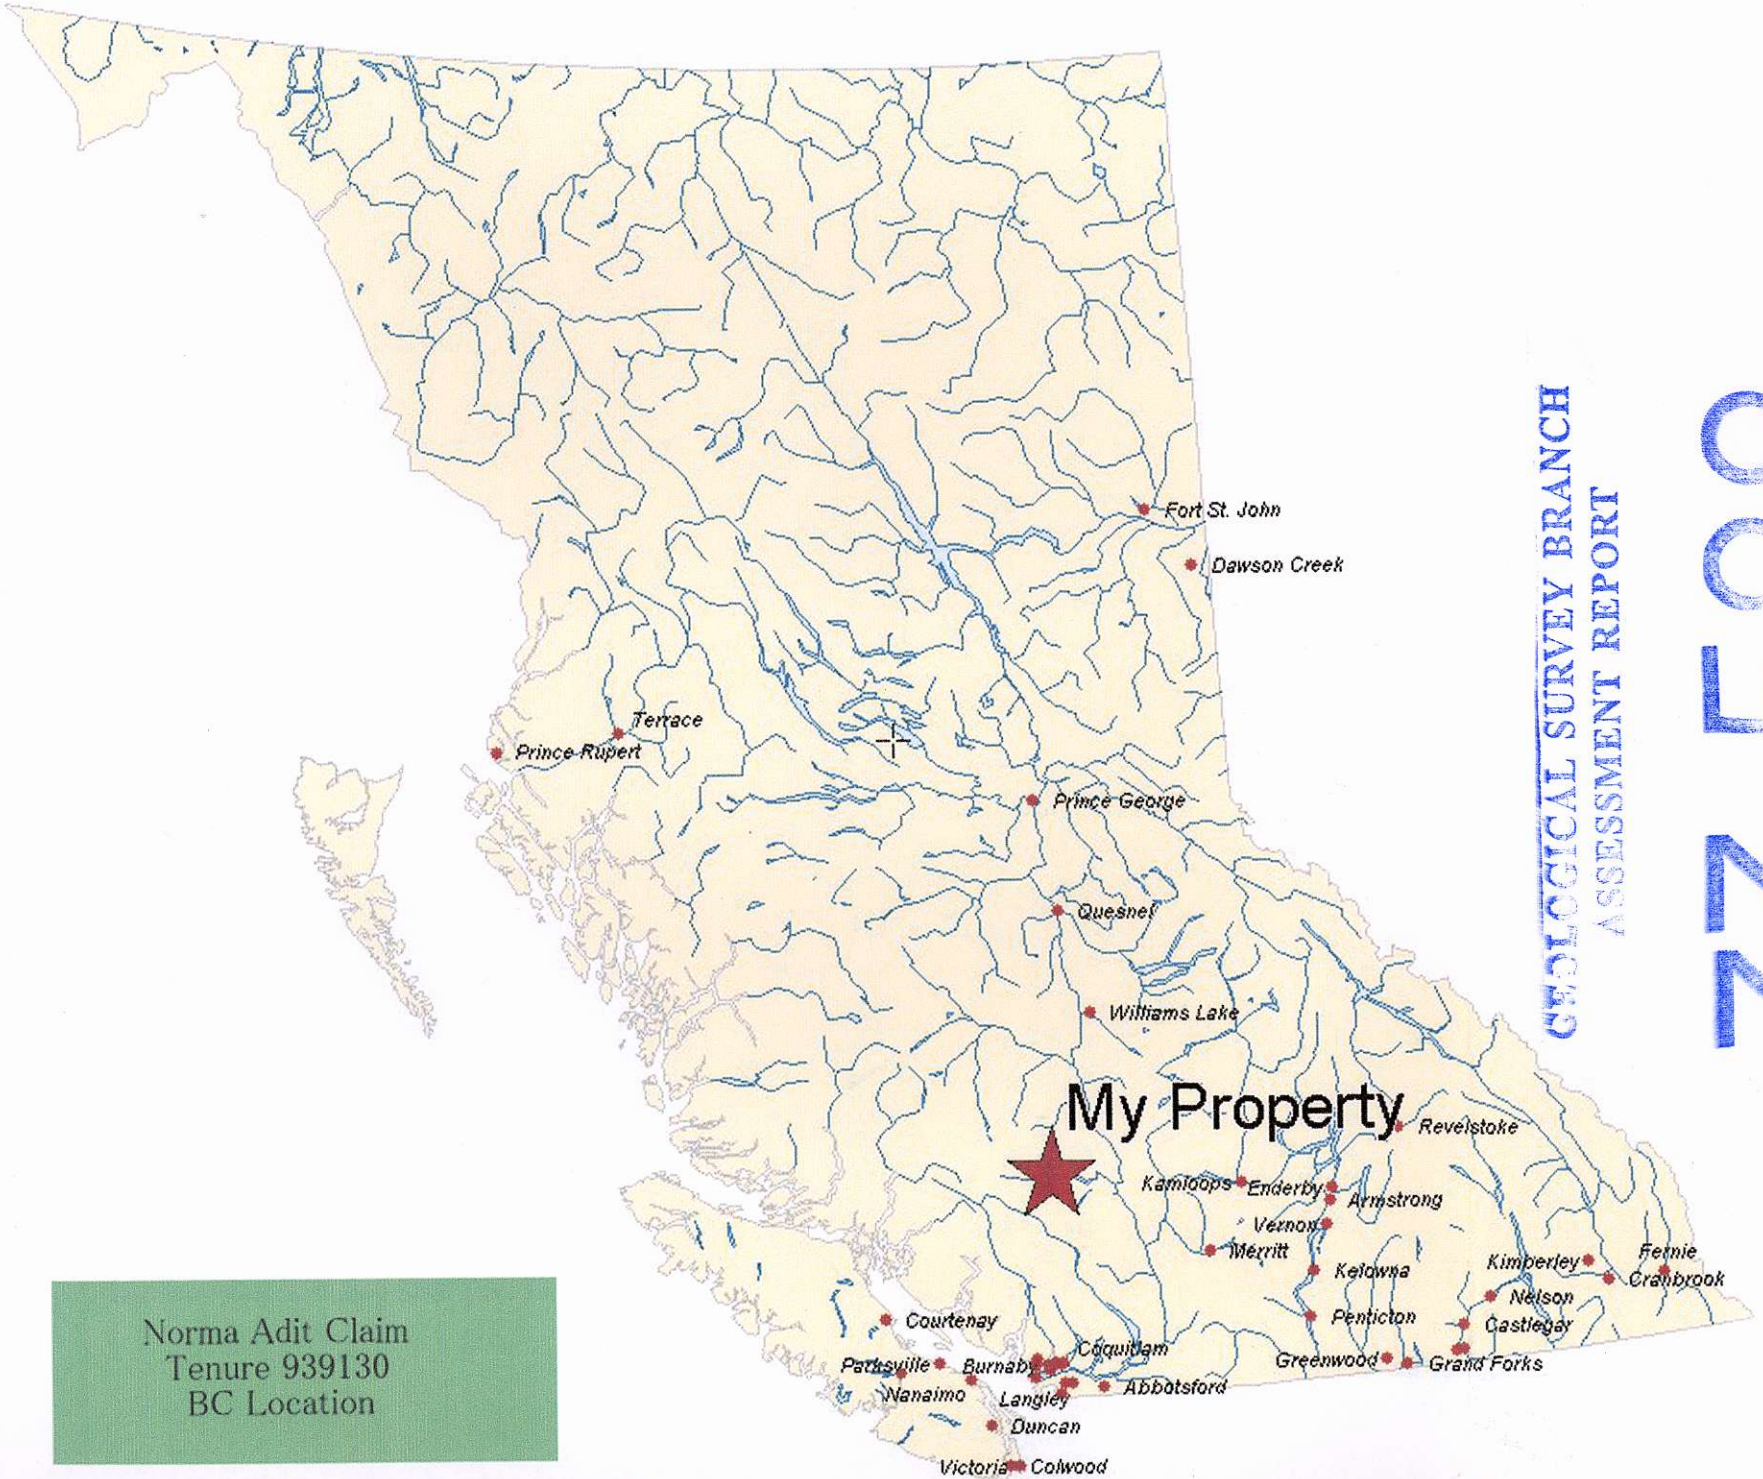 Fort St. John
Dawson Creek
Terrace
Prince Rupert
Prince George
Quesnel
Williams Lake
My Property
Revelstoke
Kamloops
Enderby
Armstrong
Vernon
Merritt
Kelowna
Kimberley
Fernie
Cranbrook
Nelson
Penticton
Castlegar
Courtenay
Coquitlam
Parksville
Burnaby
Greenwood
Grand Forks
Nanaimo
Langley
Abbotsford
Duncan
Victoria
Colwood
Norma Adit Claim
Tenure 939130
BC Location
GEOLOGICAL SURVEY BRANCH
ASSESSMENT REPORT